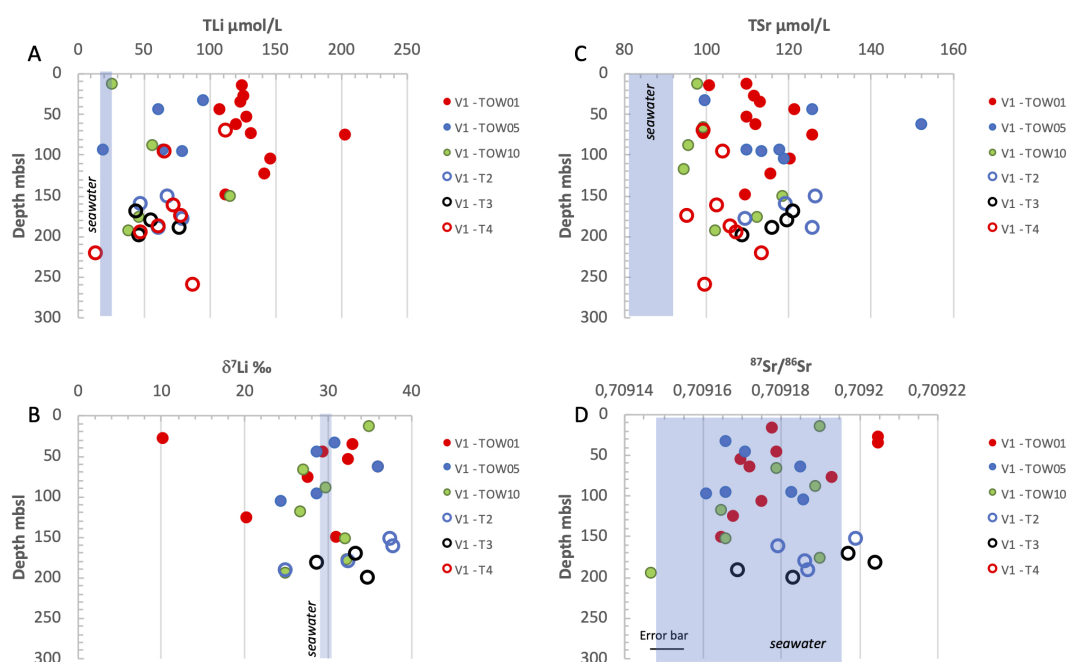 TLi µmol/L
A
0 50 100 150 200 250
0
50
100
150
200
250
300
Depth mbsl
seawater
V1 - TOW01
V1 - TOW05
V1 - TOW10
V1 - T2
V1 - T3
V1 - T4
TSr µmol/L
C
80 100 120 140 160
0
50
100
150
200
250
300
Depth mbsl
seawater
V1 - TOW01
V1 - TOW05
V1 - TOW10
V1 - T2
V1 - T3
V1 - T4
δ⁷Li ‰
B
0 10 20 30 40
0
50
100
150
200
250
300
Depth mbsl
seawater
V1 - TOW01
V1 - TOW05
V1 - TOW10
V1 - T2
V1 - T3
V1 - T4
⁸⁷Sr/⁸⁶Sr
0,70914 0,70916 0,70918 0,7092 0,70922
D
0
50
100
150
200
250
300
Depth mbsl
Error bar
seawater
V1 - TOW01
V1 - TOW05
V1 - TOW10
V1 - T2
V1 - T3
V1 - T4